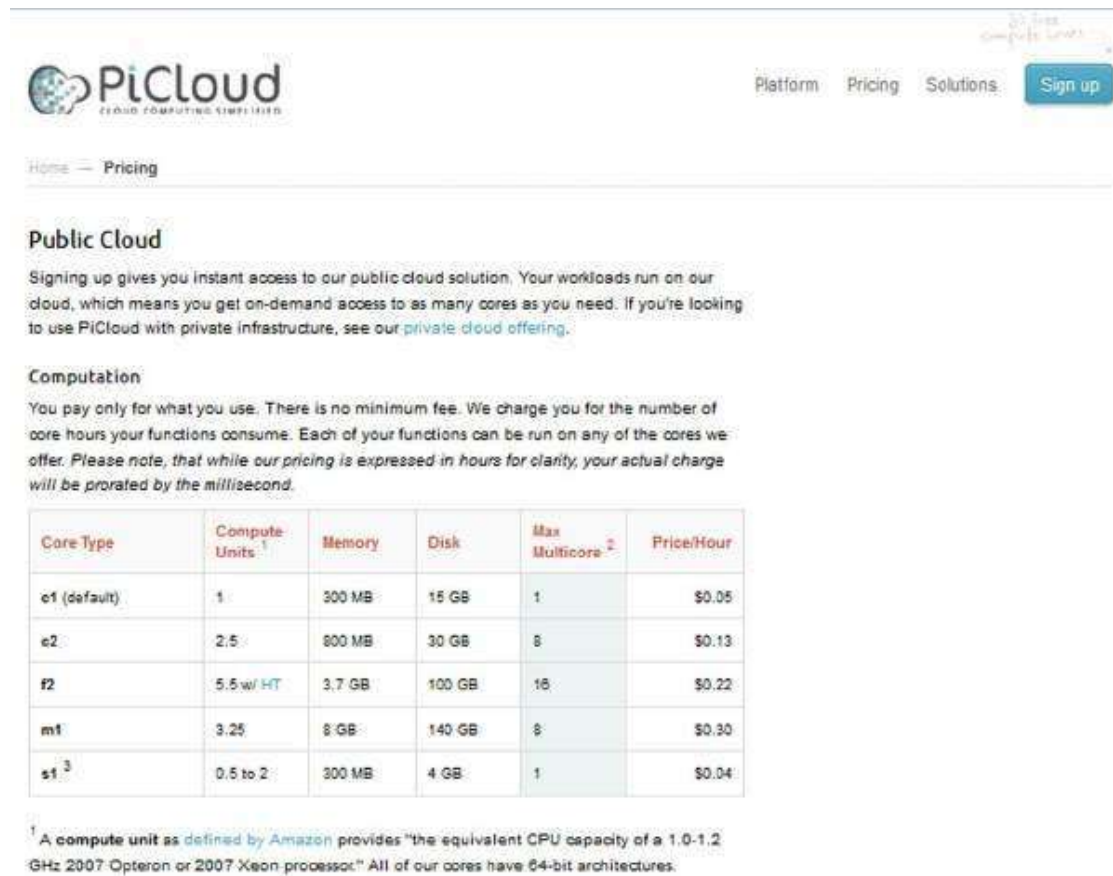 20 free
compute hours
PiCloud
CLOUD COMPUTING SIMPLIFIED
Platform Pricing Solutions Sign up
Home — Pricing
Public Cloud
Signing up gives you instant access to our public cloud solution. Your workloads run on our
cloud, which means you get on-demand access to as many cores as you need. If you're looking
to use PiCloud with private infrastructure, see our private cloud offering.
Computation
You pay only for what you use. There is no minimum fee. We charge you for the number of
core hours your functions consume. Each of your functions can be run on any of the cores we
offer. Please note, that while our pricing is expressed in hours for clarity, your actual charge
will be prorated by the millisecond.
Core Type Compute Units 1 Memory Disk Max Multicore 2 Price/Hour
c1 (default) 1 300 MB 15 GB 1 $0.05
c2 2.5 800 MB 30 GB 8 $0.13
f2 5.5 w/ HT 3.7 GB 100 GB 16 $0.22
m1 3.25 8 GB 140 GB 8 $0.30
s1 3 0.5 to 2 300 MB 4 GB 1 $0.04
1 A compute unit as defined by Amazon provides "the equivalent CPU capacity of a 1.0-1.2
GHz 2007 Opteron or 2007 Xeon processor." All of our cores have 64-bit architectures.